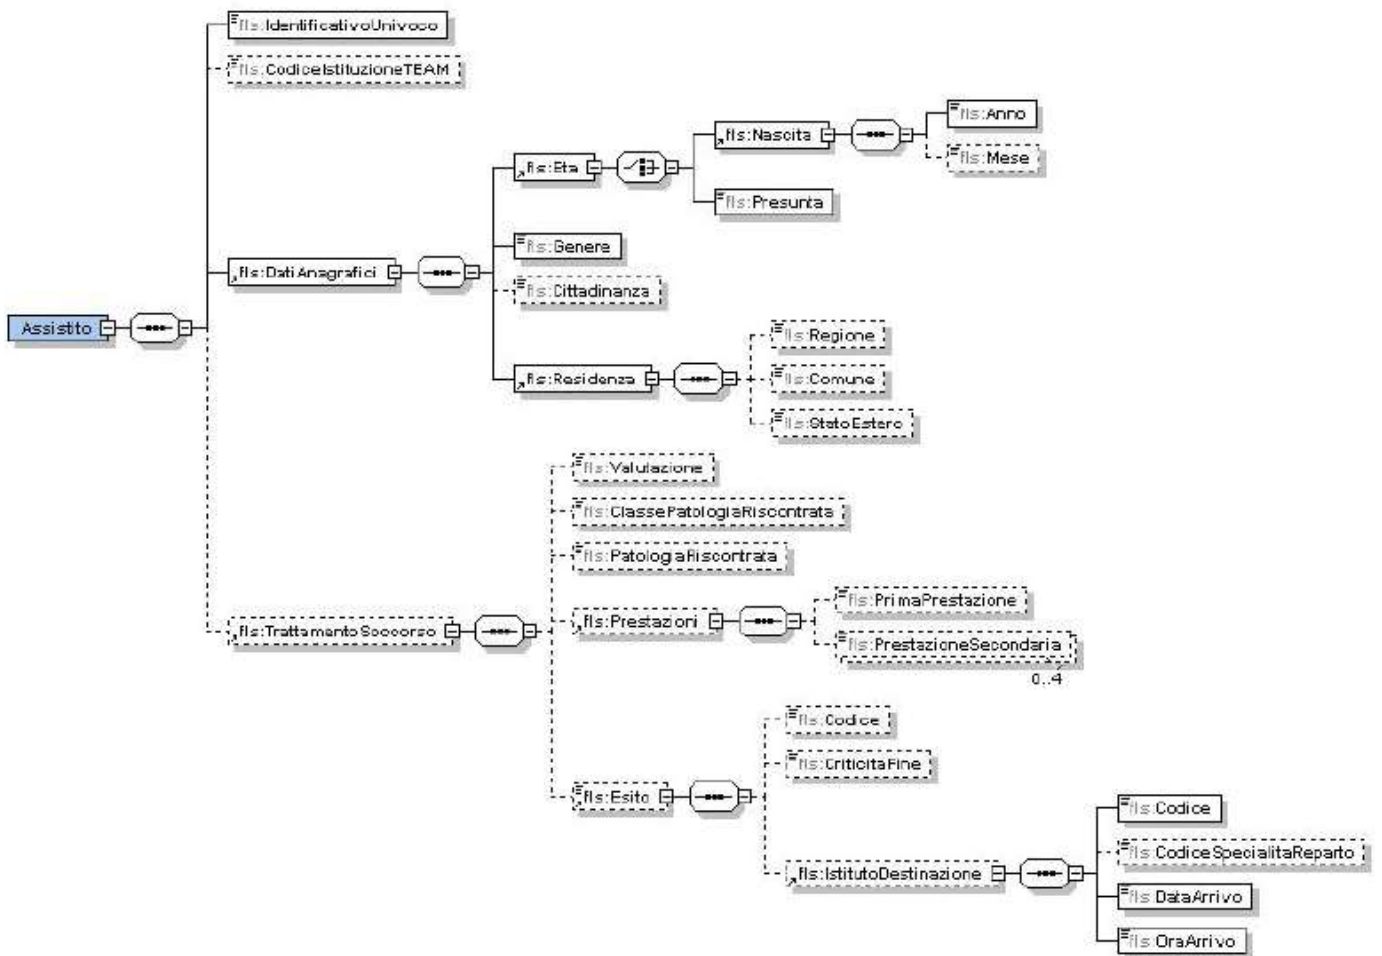 fls:IdentificativoUnivoco
fls:CodiceIstituzioneTEAM
fls:Anno
fls:Nascita
fls:Mese
fls:Eta
fls:Presunta
fls:Genere
fls:DatiAnagrafici
fls:Cittadinanza
Assistito
fls:Regione
fls:Residenza
fls:Comune
fls:StatoEstero
fls:Valutazione
fls:ClassePatologiaRiscontrata
fls:PatologiaRiscontrata
fls:PrimaPrestazione
fls:Prestazioni
fls:TrattamentoSoccorso
fls:PrestazioneSecondaria
0..4
fls:Codice
fls:CriticitaFine
fls:Esito
fls:Codice
fls:CodiceSpecialitaReparto
fls:IstitutoDestinazione
fls:DataArrivo
fls:OraArrivo